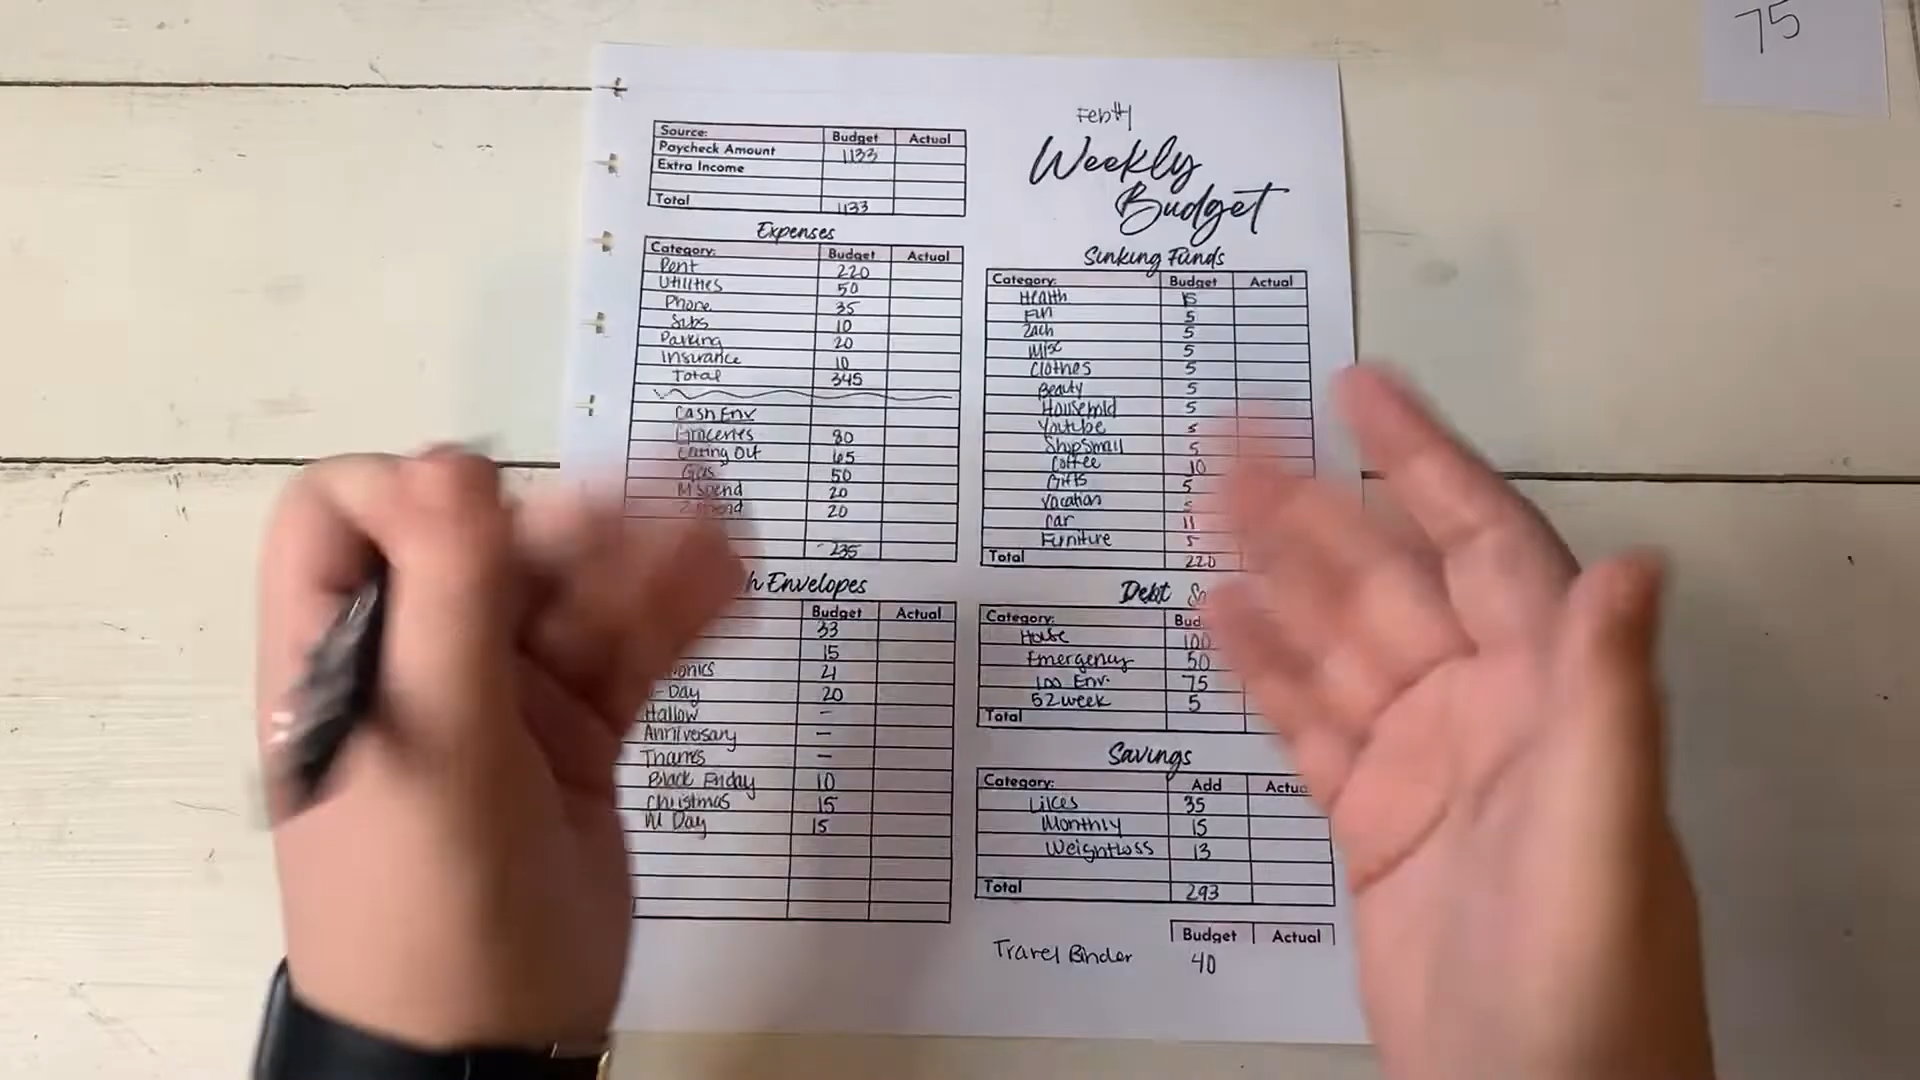 75
Feb #1
Weekly
Budget
Source: Budget Actual
Paycheck Amount 1133
Extra Income
Total 1133
Expenses
Category: Budget Actual
Rent 220
Utilities 50
Phone 35
Subs 10
Parking 20
Insurance 10
Total 345
Cash Env
Groceries 80
Eating Out 65
Gas 50
M Spend 20
20
235
Envelopes
Budget Actual
33
15
21
20
Hallow -
Anniversary -
Thanks -
Black Friday 10
Christmas 15
M Day 15
Sinking Funds
Category: Budget Actual
Health 15
Fun 5
Zach 5
Misc 5
Clothes 5
Beauty 5
Household 5
Youtube 5
ShopSmall 5
Coffee 10
Gifts 5
Vacation
Car 11
Furniture 5
Total 220
Debt
Category:
House 100
Emergency 50
100 Env. 75
52 week 5
Total
Savings
Category: Add
Likes 35
Monthly 15
Weightloss 13
Total 293
Budget Actual
Travel Binder 40